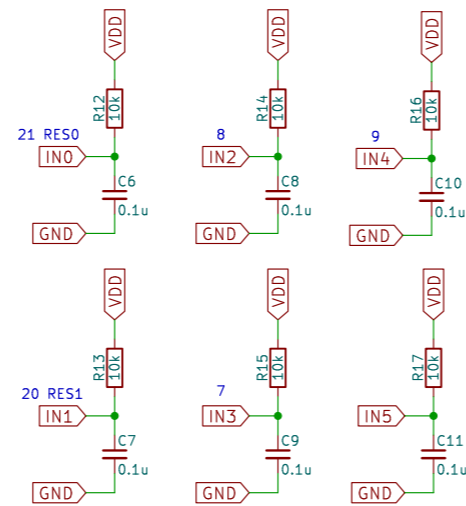 VDD
R12
10k
21 RES0
IN0
C6
0.1u
GND
VDD
R14
10k
8
IN2
C8
0.1u
GND
VDD
R16
10k
9
IN4
C10
0.1u
GND
VDD
R13
10k
20 RES1
IN1
C7
0.1u
GND
VDD
R15
10k
7
IN3
C9
0.1u
GND
VDD
R17
10k
IN5
C11
0.1u
GND